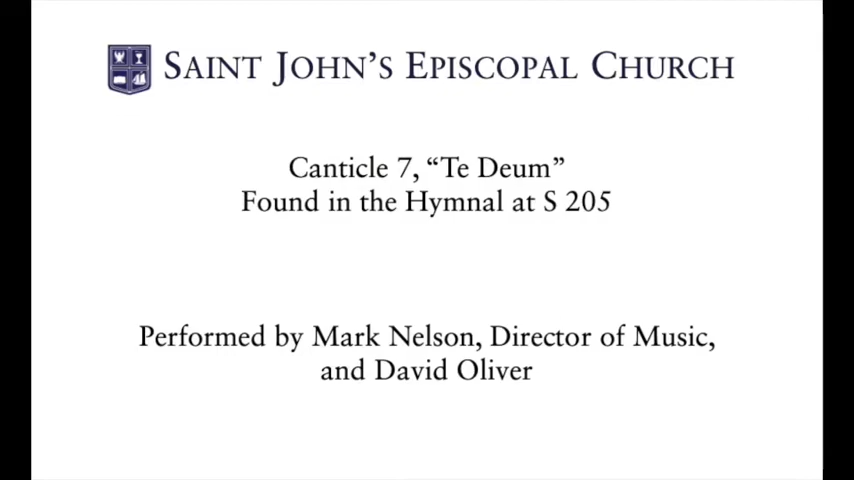 SAINT JOHN'S EPISCOPAL CHURCH
Canticle 7, “Te Deum”
Found in the Hymnal at S 205
Performed by Mark Nelson, Director of Music,
and David Oliver